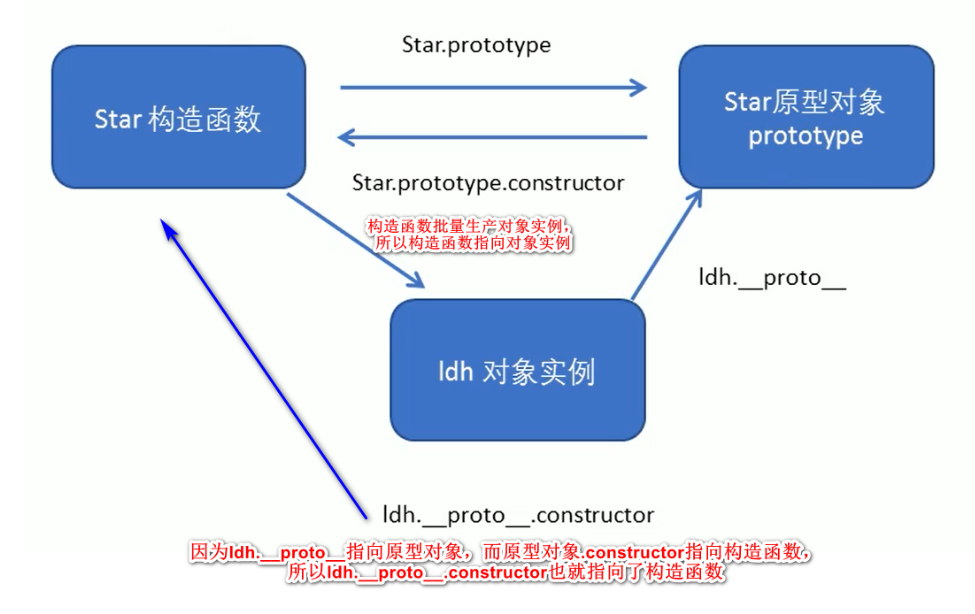 Star.prototype
Star 构造函数
Star原型对象
prototype
Star.prototype.constructor
构造函数批量生产对象实例，
所以构造函数指向对象实例
ldh.__proto__
ldh 对象实例
ldh.__proto__.constructor
因为ldh.__proto__指向原型对象，而原型对象.constructor指向构造函数，
所以ldh.__proto__.constructor也就指向了构造函数